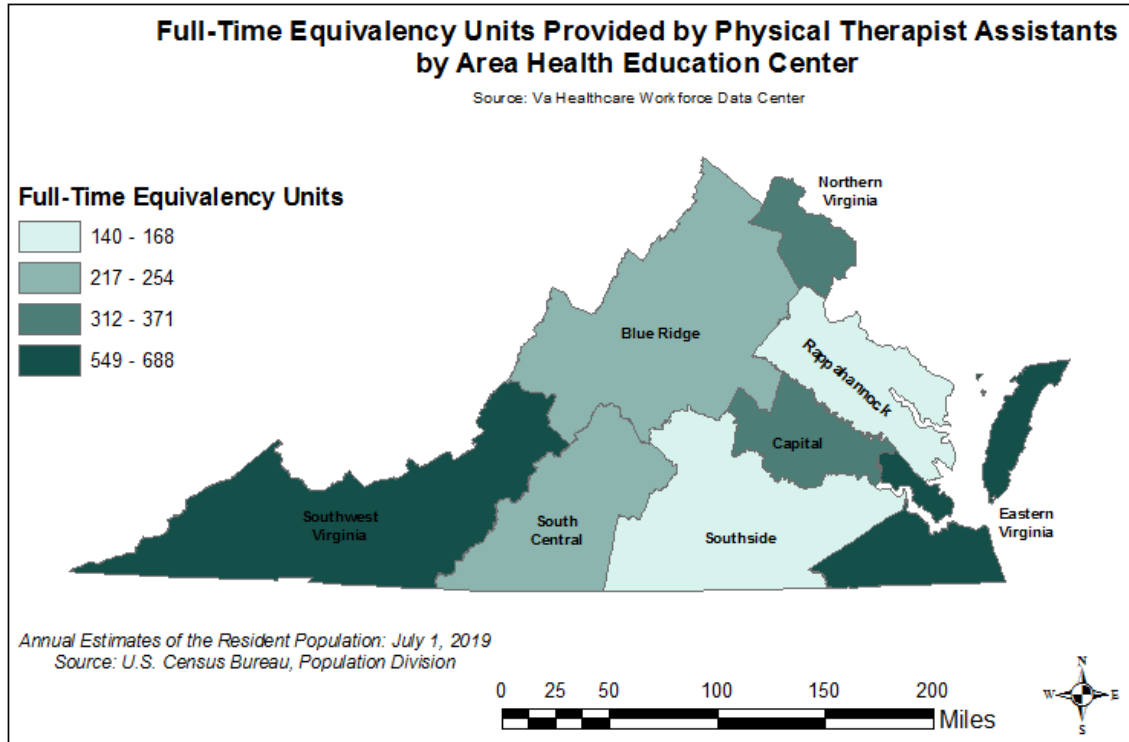 Full-Time Equivalency Units Provided by Physical Therapist Assistants
by Area Health Education Center
Source: Va Healthcare Workforce Data Center
Full-Time Equivalency Units
140 - 168
217 - 254
312 - 371
549 - 688
Northern
Virginia
Blue Ridge
Rappahannock
Capital
Southwest
Virginia
South
Central
Southside
Eastern
Virginia
Annual Estimates of the Resident Population: July 1, 2019
Source: U.S. Census Bureau, Population Division
0 25 50 100 150 200
Miles
N
W E
S